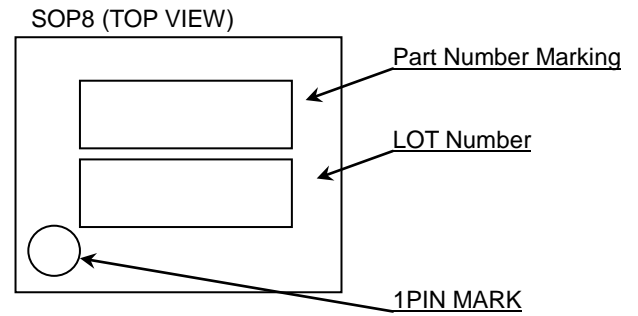 SOP8 (TOP VIEW)
Part Number Marking
LOT Number
1PIN MARK